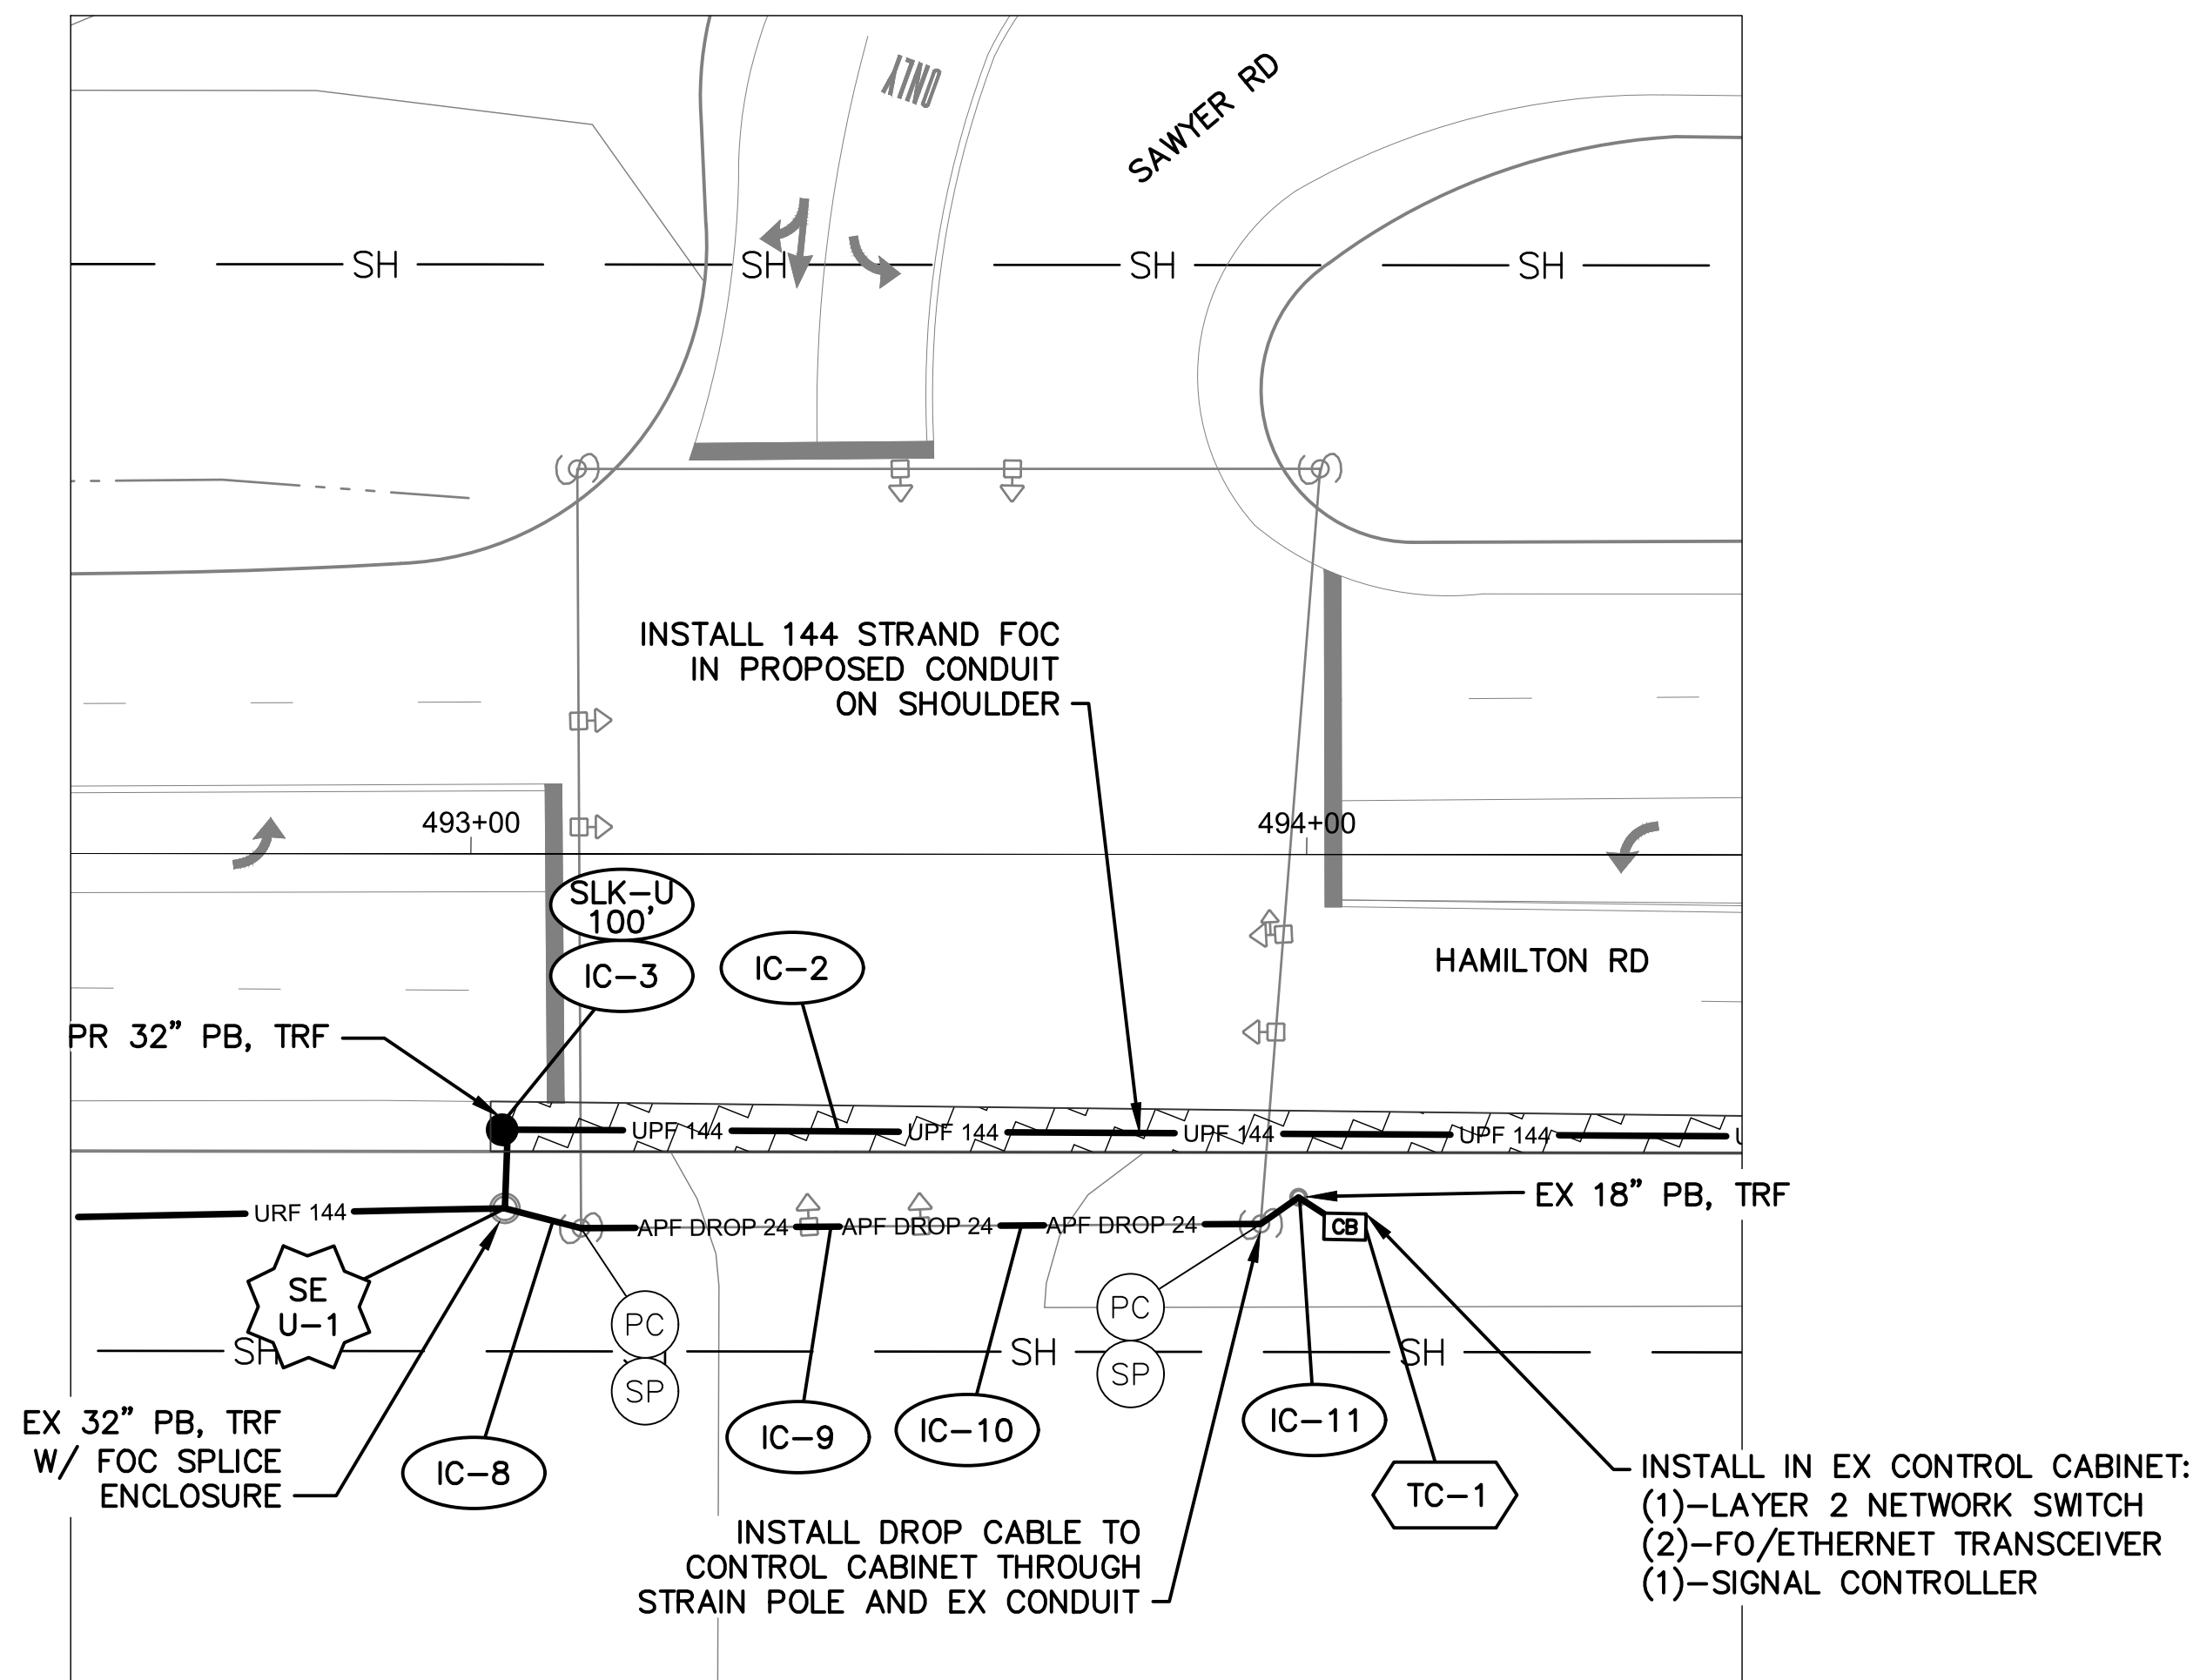 ONLY
SAWYER RD
SH
SH
SH
SH
INSTALL 144 STRAND FOC
IN PROPOSED CONDUIT
ON SHOULDER
493+00
494+00
SLK-U
100'
IC-3
IC-2
HAMILTON RD
PR 32" PB, TRF
UPF 144
UPF 144
UPF 144
UPF 144
EX 18" PB, TRF
URF 144
APF DROP 24
APF DROP 24
APF DROP 24
CB
SE
U-1
PC
SP
PC
SP
SH
SH
SH
EX 32" PB, TRF
W/ FOC SPLICE
ENCLOSURE
IC-8
IC-9
IC-10
IC-11
TC-1
INSTALL DROP CABLE TO
CONTROL CABINET THROUGH
STRAIN POLE AND EX CONDUIT
INSTALL IN EX CONTROL CABINET:
(1)-LAYER 2 NETWORK SWITCH
(2)-FO/ETHERNET TRANSCEIVER
(1)-SIGNAL CONTROLLER